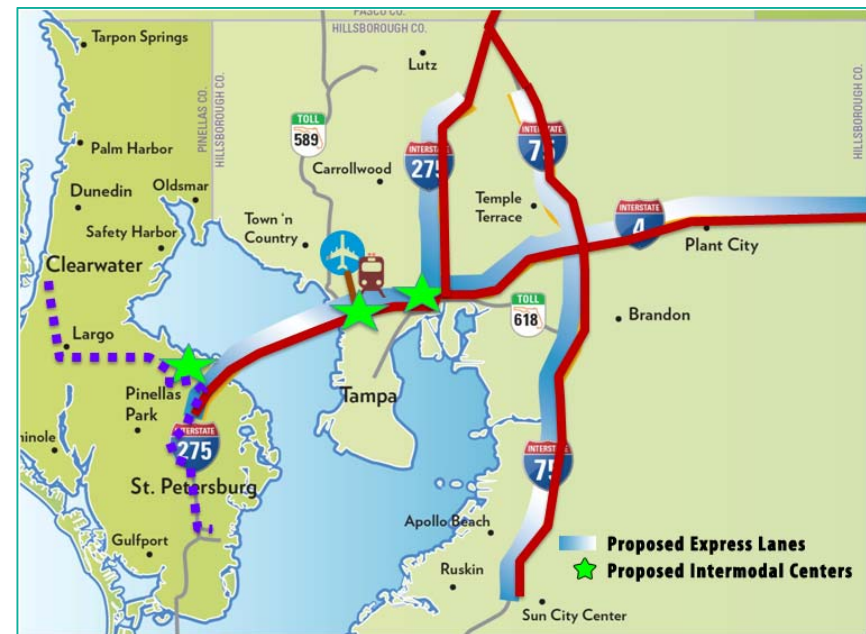 PASCO CO.
HILLSBOROUGH CO.
Tarpon Springs
Lutz
PINELLAS CO.
HILLSBOROUGH CO.
HILLSBOROUGH CO.
TOLL
589
INTERSTATE
275
INTERSTATE
75
Palm Harbor
Carrollwood
Dunedin
Oldsmar
Temple
Terrace
INTERSTATE
4
Town 'n
Country
Safety Harbor
Plant City
Clearwater
TOLL
618
Brandon
Largo
Pinellas
Park
Tampa
INTERSTATE
275
INTERSTATE
75
St. Petersburg
Apollo Beach
Gulfport
Proposed Express Lanes
Ruskin
Proposed Intermodal Centers
Sun City Center